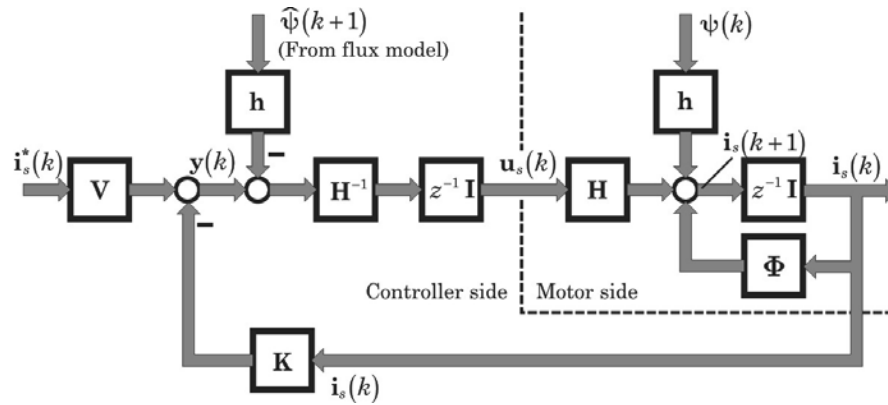 ψ̂(k+1)
(From flux model)
ψ(k)
h
h
i_s^*(k)
y(k)
u_s(k)
i_s(k+1)
i_s(k)
V
H⁻¹
z⁻¹ I
H
z⁻¹ I
−
−
Φ
Controller side
Motor side
K
i_s(k)